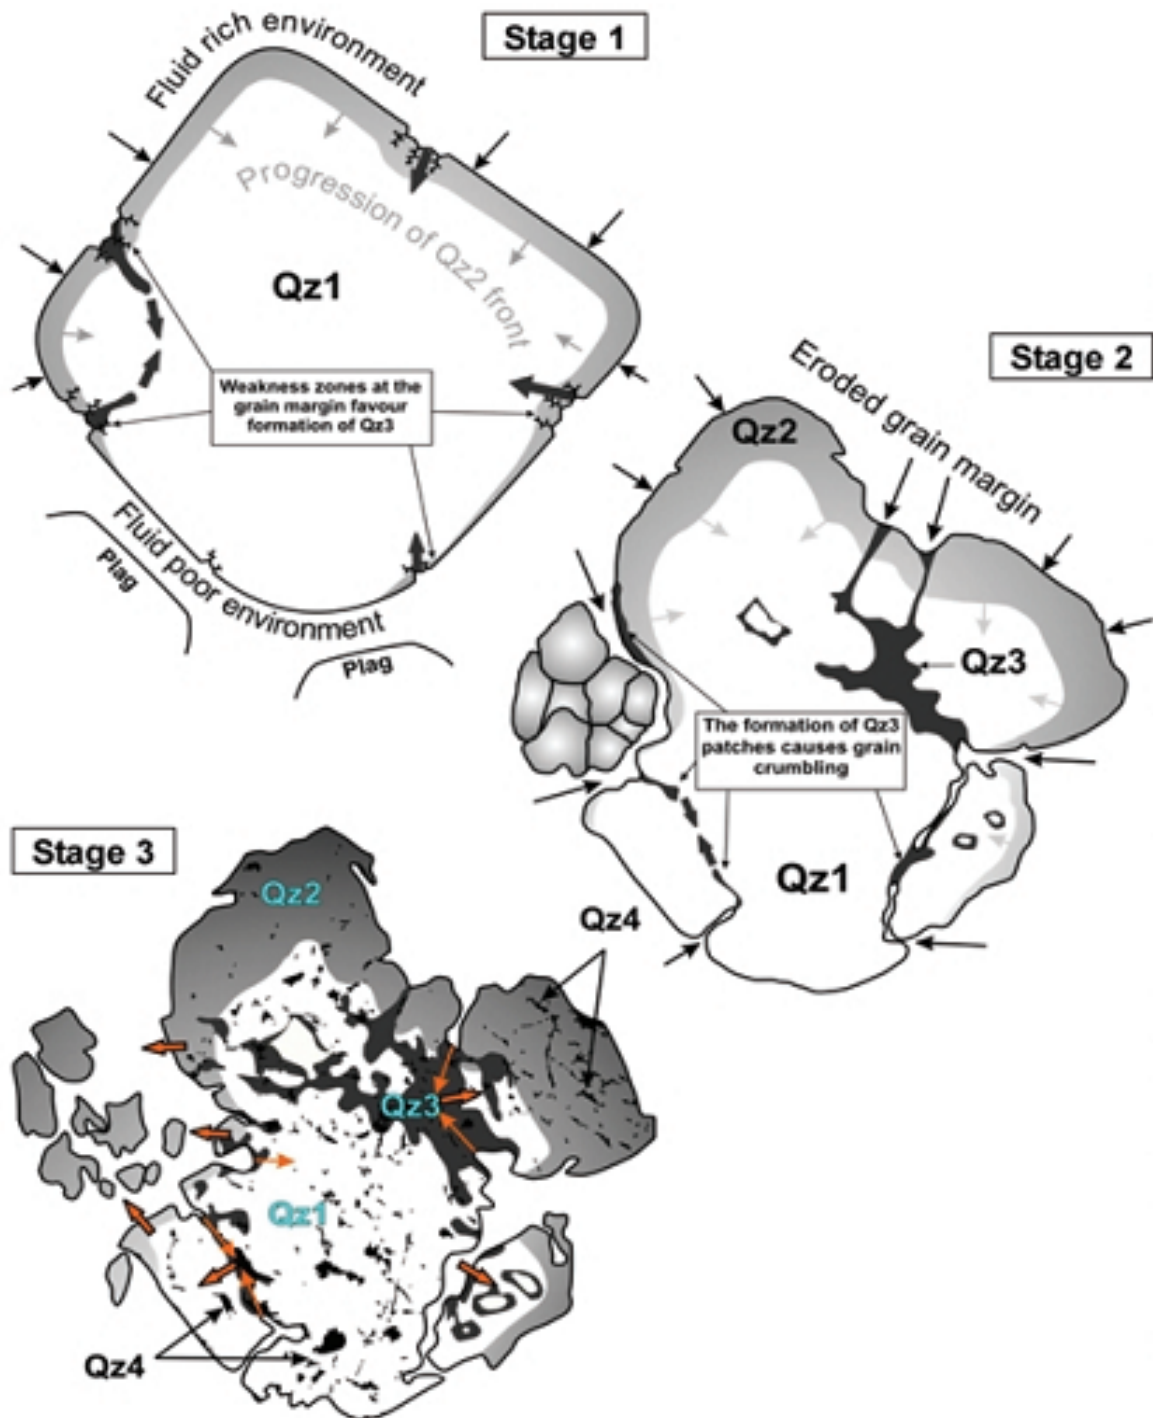 Stage 1
Fluid rich environment
Progression of Qz2 front
Qz1
Weakness zones at the
grain margin favour
formation of Qz3
Fluid poor environment
Plag
Plag
Stage 2
Eroded grain margin
Qz2
Qz3
The formation of Qz3
patches causes grain
crumbling
Qz1
Stage 3
Qz2
Qz4
Qz3
Qz1
Qz4